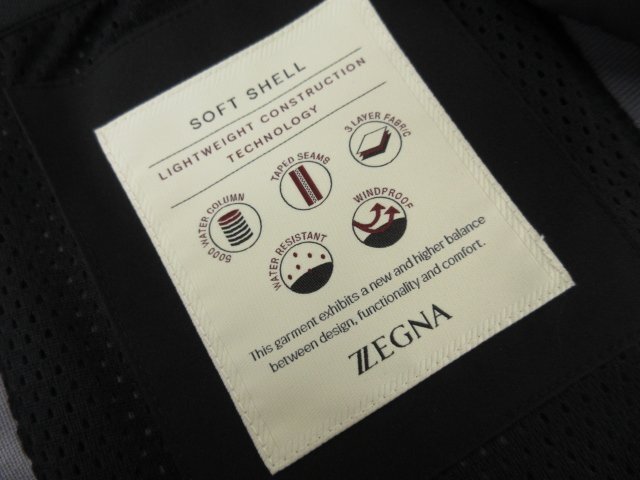 SOFT SHELL
LIGHTWEIGHT CONSTRUCTION
TECHNOLOGY
5000 WATER COLUMN
TAPED SEAMS
3 LAYER FABRIC
WATER RESISTANT
WINDPROOF
This garment exhibits a new and higher balance
between design, functionality and comfort.
ZEGNA